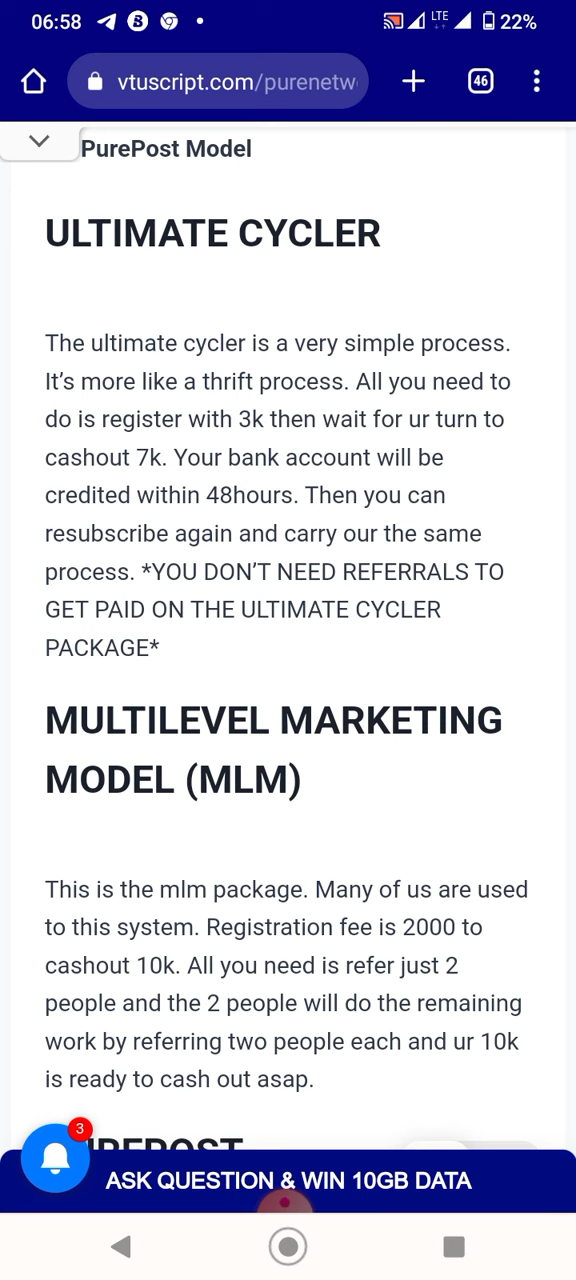 06:58
LTE
22%
vtuscript.com/purenetw
46
PurePost Model
ULTIMATE CYCLER
The ultimate cycler is a very simple process.
It's more like a thrift process. All you need to
do is register with 3k then wait for ur turn to
cashout 7k. Your bank account will be
credited within 48hours. Then you can
resubscribe again and carry our the same
process. *YOU DON'T NEED REFERRALS TO
GET PAID ON THE ULTIMATE CYCLER
PACKAGE*
MULTILEVEL MARKETING
MODEL (MLM)
This is the mlm package. Many of us are used
to this system. Registration fee is 2000 to
cashout 10k. All you need is refer just 2
people and the 2 people will do the remaining
work by referring two people each and ur 10k
is ready to cash out asap.
3
ASK QUESTION & WIN 10GB DATA